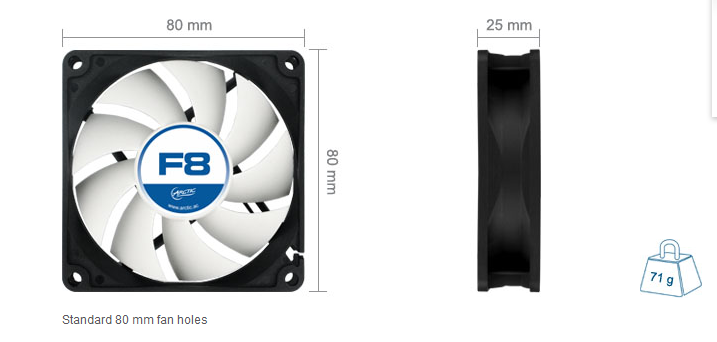 80 mm
25 mm
80 mm
F8
ARCTIC
www.arctic.ac
71 g
Standard 80 mm fan holes